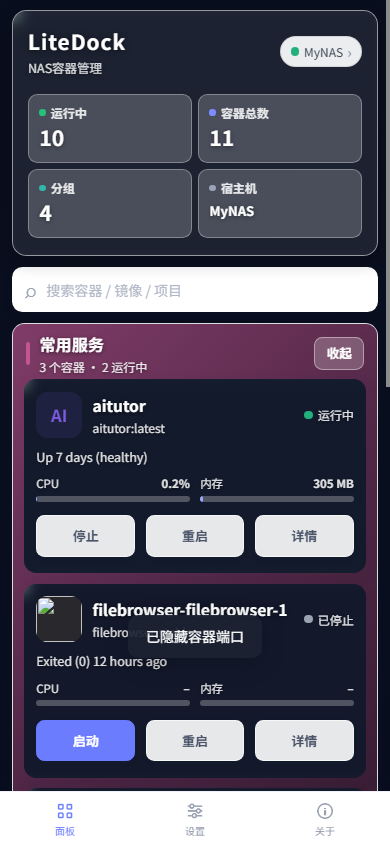 LiteDock
NAS容器管理
MyNAS ›
运行中
10
容器总数
11
分组
4
宿主机
MyNAS
搜索容器 / 镜像 / 项目
常用服务
3 个容器 • 2 运行中
收起
AI
aitutor
aitutor:latest
运行中
Up 7 days (healthy)
CPU 0.2% 内存 305 MB
停止 重启 详情
filebrowser-filebrowser-1
已停止
已隐藏容器端口
Exited (0) 12 hours ago
CPU – 内存 –
启动 重启 详情
面板 设置 关于